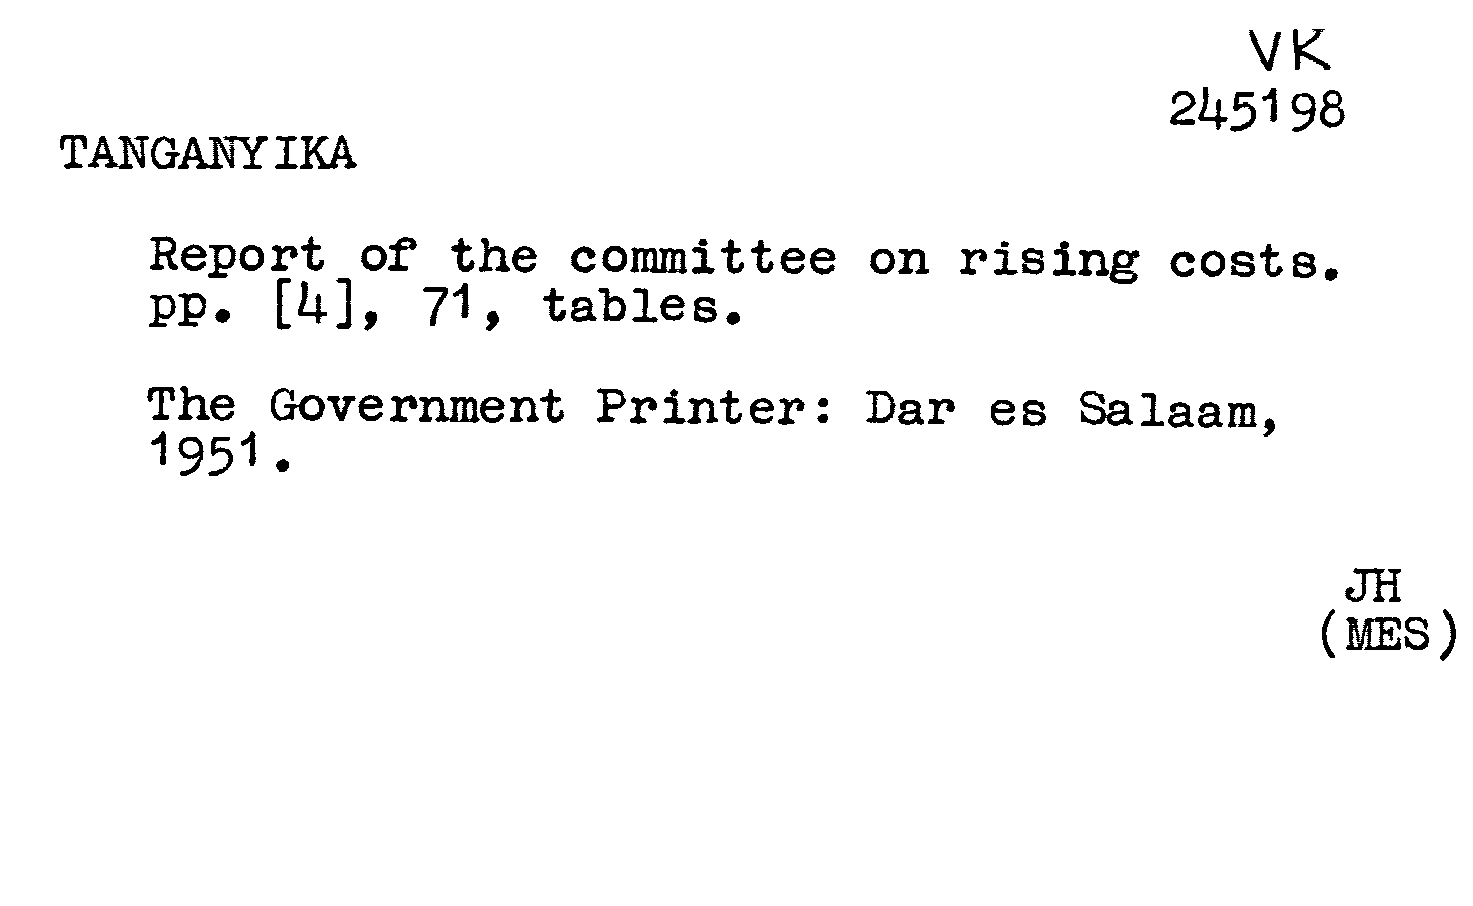 VK
245198
TANGANYIKA
Report of the committee on rising costs.
pp. [4], 71, tables.
The Government Printer: Dar es Salaam,
1951.
JH
(MES)